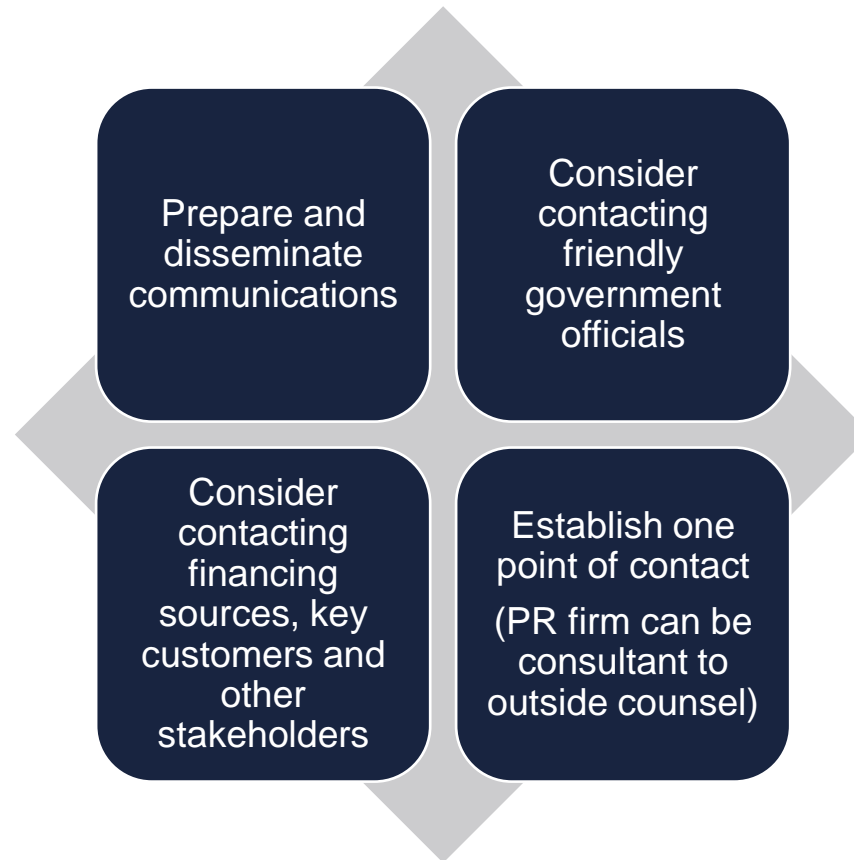 Prepare and
disseminate
communications
Consider
contacting
friendly
government
officials
Consider
contacting
financing
sources, key
customers and
other
stakeholders
Establish one
point of contact
(PR firm can be
consultant to
outside counsel)